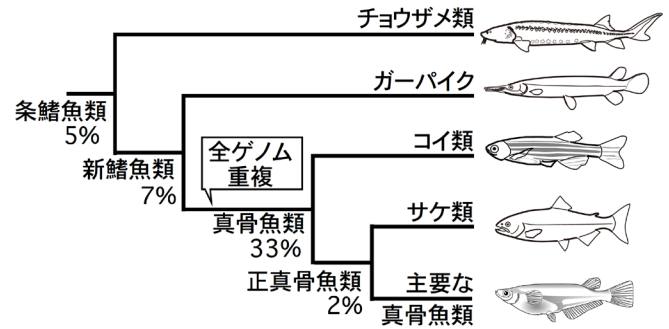 チョウザメ類
ガーパイク
条鰭魚類
5%
全ゲノム
重複
コイ類
新鰭魚類
7%
サケ類
真骨魚類
33%
正真骨魚類
2%
主要な
真骨魚類